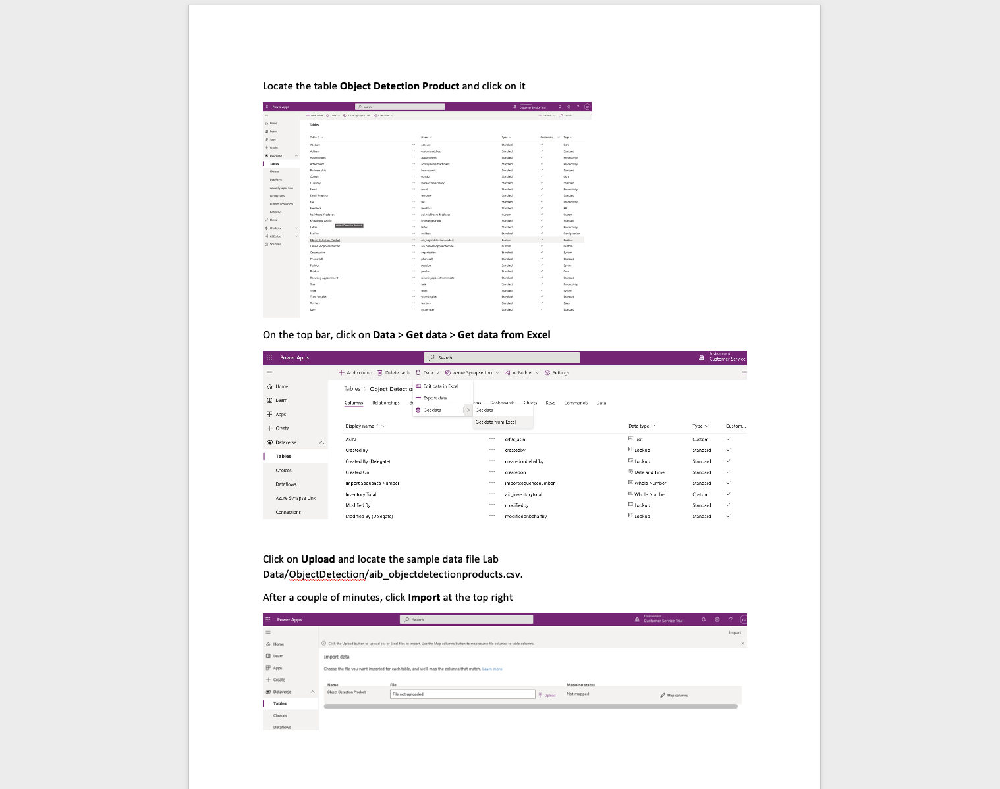 Locate the table Object Detection Product and click on it
Power Apps
Search
Environment
Customer Service Trial
New table Data Azure Synapse Link AI Builder
Default Search
Home
Learn
Apps
Create
Dataverse
Tables
Choices
Dataflows
Azure Synapse Link
Connections
Custom Connectors
Gateways
Flows
Chatbots
AI Builder
Solutions
Tables
Table Name Type Customiza... Tags
Account account Standard Core
Address customeraddress Standard Standard
Appointment appointment Standard Productivity
Attachment activitymimeattachment Standard Productivity
Business Unit businessunit Standard Standard
Contact contact Standard Core
Currency transactioncurrency Standard Standard
Email email Standard Productivity
Email Template template Standard Standard
Fax fax Standard Productivity
Feedback feedback Standard KB
healthcare_feedback pai_healthcare_feedback Custom Custom
Knowledge Article knowledgearticle Standard Standard
Object Detection Product
Letter letter Standard Productivity
Mailbox mailbox Standard Configuration
Object Detection Product aib_objectdetectionproduct Custom Custom
Online Shopper Intention aib_onlineshopperintention Custom Custom
Organization organization Standard System
Phone Call phonecall Standard Standard
Position position Standard System
Product product Standard Core
Recurring Appointment recurringappointmentmaster Standard Standard
Task task Standard Productivity
Team team Standard System
Team template teamtemplate Standard Standard
Territory territory Standard Sales
User systemuser Standard Standard
On the top bar, click on Data > Get data > Get data from Excel
Power Apps
Search
Environment
Customer Service
Add column Delete table Data Azure Synapse Link AI Builder Settings
Home
Learn
Apps
Create
Dataverse
Tables
Choices
Dataflows
Azure Synapse Link
Connections
Tables > Object Detectio
Edit data in Excel
Export data
Get data
Get data
Get data from Excel
Columns Relationships Dashboards Charts Keys Commands Data
Display name Data type Type Custom...
ASIN crf2c_asin Text Custom
Created By createdby Lookup Standard
Created By (Delegate) createdonbehalfby Lookup Standard
Created On createdon Date and Time Standard
Import Sequence Number importsequencenumber Whole Number Standard
Inventory Total aib_inventorytotal Whole Number Custom
Modified By modifiedby Lookup Standard
Modified By (Delegate) modifiedonbehalfby Lookup Standard
Click on Upload and locate the sample data file Lab
Data/ObjectDetection/aib_objectdetectionproducts.csv.
After a couple of minutes, click Import at the top right
Power Apps
Search
Environment
Customer Service Trial
? GT
Import
Home
Learn
Apps
Create
Dataverse
Tables
Choices
Dataflows
Click the Upload button to upload csv or Excel files to import. Use the Map columns button to map source file columns to table columns.
Import data
Choose the file you want imported for each table, and we'll map the columns that match. Learn more
Name File Mapping status
Object Detection Product File not uploaded Upload Not mapped Map columns